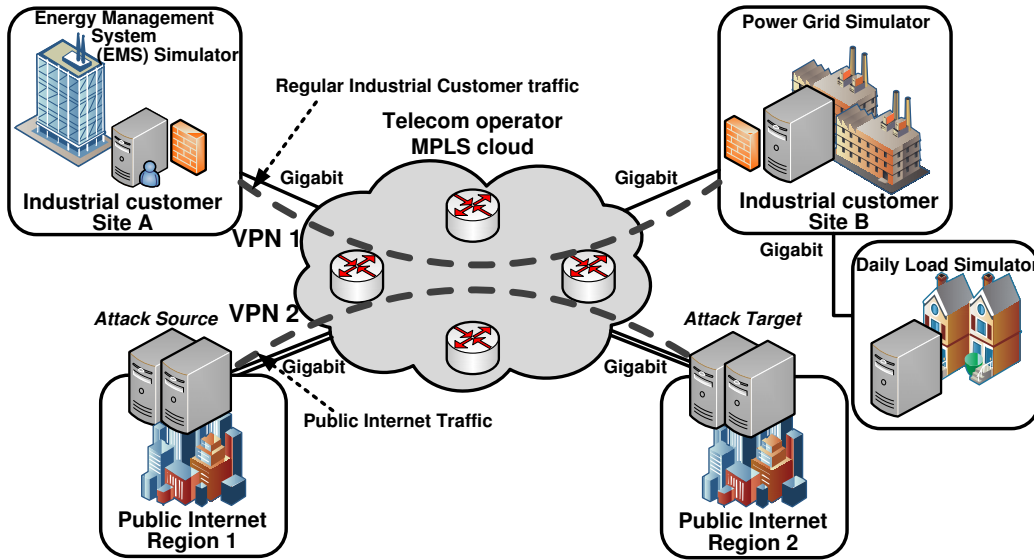 Energy Management
System
(EMS) Simulator
Industrial customer
Site A
Regular Industrial Customer traffic
Telecom operator
MPLS cloud
Power Grid Simulator
Industrial customer
Site B
Gigabit
Gigabit
Gigabit
Daily Load Simulator
VPN 1
VPN 2
Attack Source
Attack Target
Gigabit
Gigabit
Public Internet Traffic
Public Internet
Region 1
Public Internet
Region 2